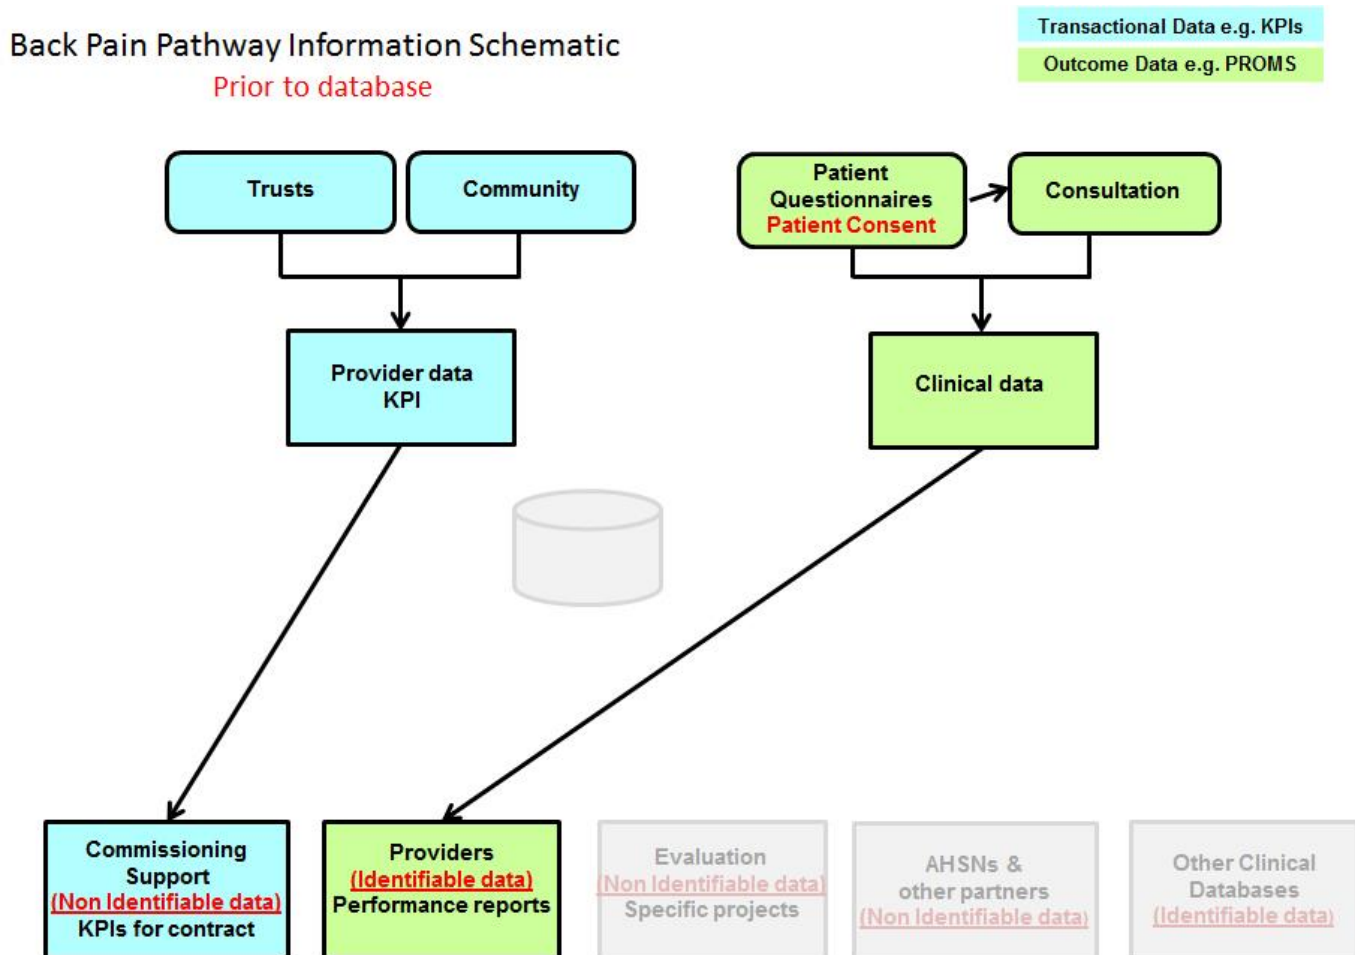 Back Pain Pathway Information Schematic
Prior to database
Transactional Data e.g. KPIs
Outcome Data e.g. PROMS
Trusts
Community
Patient
Questionnaires
Patient Consent
Consultation
Provider data
KPI
Clinical data
Commissioning
Support
(Non Identifiable data)
KPIs for contract
Providers
(Identifiable data)
Performance reports
Evaluation
(Non Identifiable data)
Specific projects
AHSNs &
other partners
(Non Identifiable data)
Other Clinical
Databases
(Identifiable data)